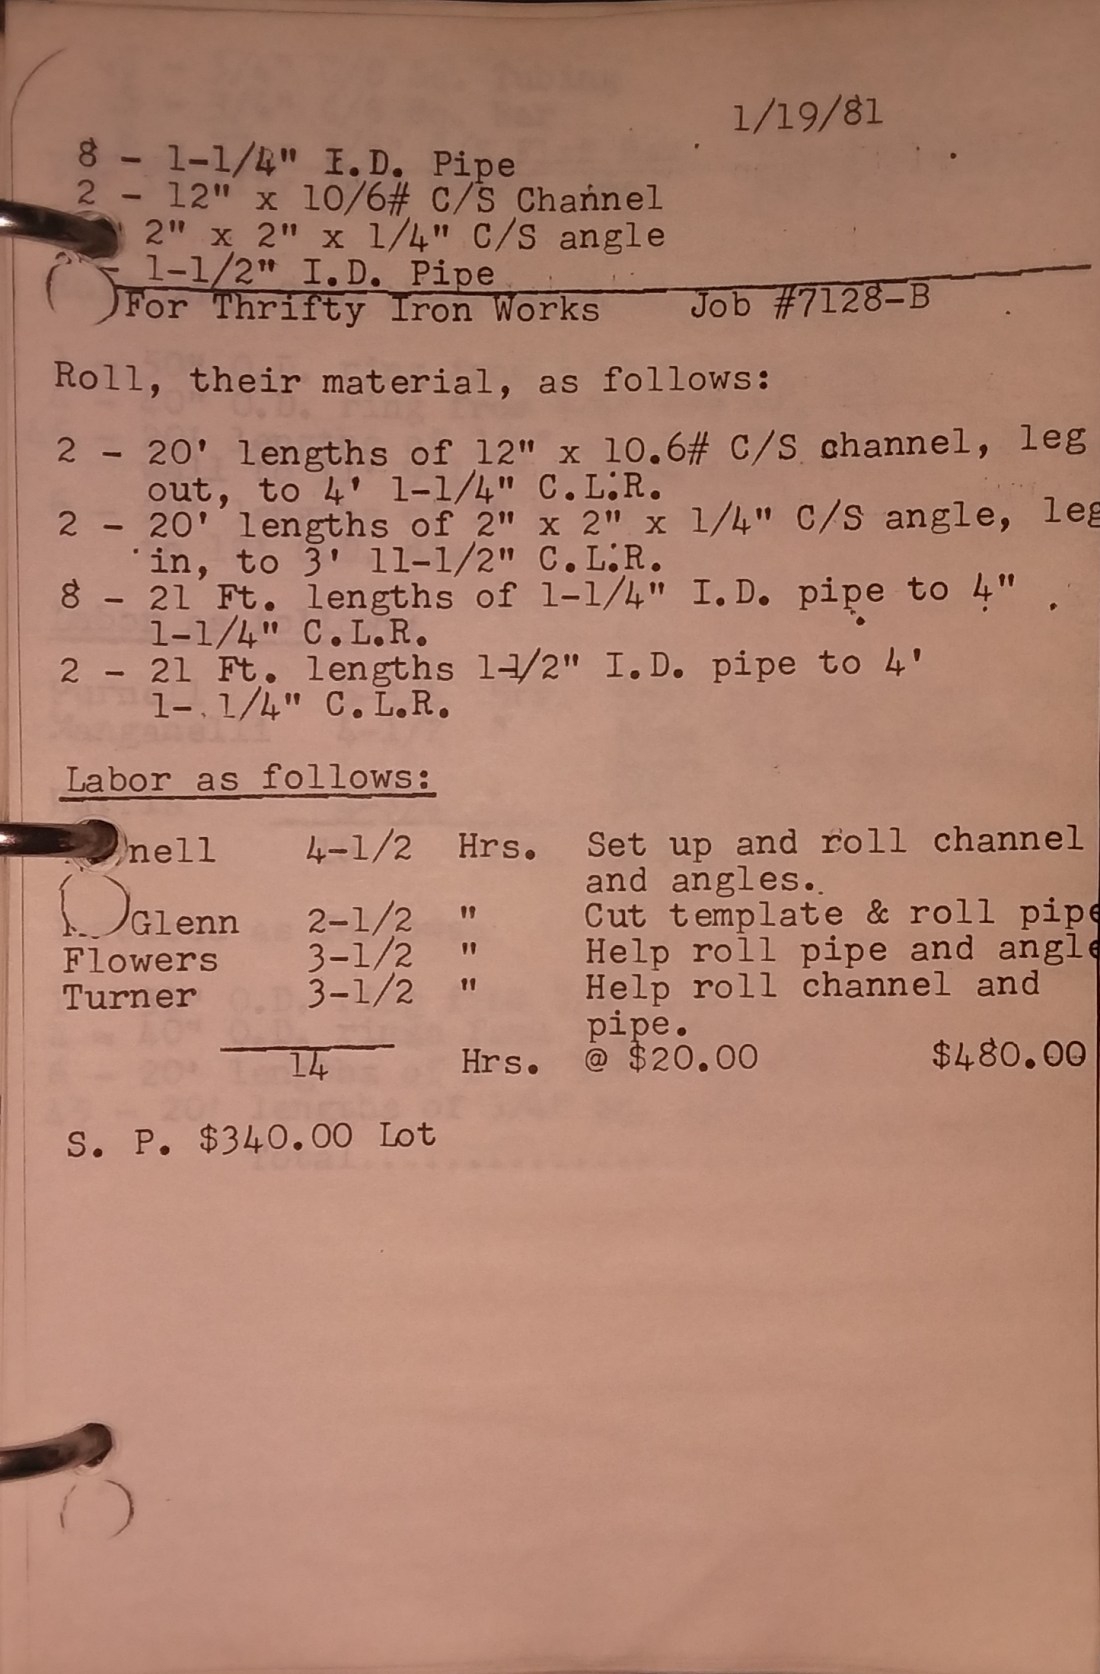 1/19/81
8 - 1-1/4" I.D. Pipe
2 - 12" x 10/6# C/S Channel
2" x 2" x 1/4" C/S angle
- 1-1/2" I.D. Pipe
For Thrifty Iron Works Job #7128-B
Roll, their material, as follows:
2 - 20' lengths of 12" x 10.6# C/S channel, leg
out, to 4' 1-1/4" C.L.R.
2 - 20' lengths of 2" x 2" x 1/4" C/S angle, leg
in, to 3' 11-1/2" C.L.R.
8 - 21 Ft. lengths of 1-1/4" I.D. pipe to 4"
1-1/4" C.L.R.
2 - 21 Ft. lengths 1-1/2" I.D. pipe to 4'
1-.1/4" C.L.R.
Labor as follows:
nell 4-1/2 Hrs. Set up and roll channel
and angles.
Glenn 2-1/2 " Cut template & roll pipe
Flowers 3-1/2 " Help roll pipe and angle
Turner 3-1/2 " Help roll channel and
pipe.
14 Hrs. @ $20.00 $480.00
S. P. $340.00 Lot